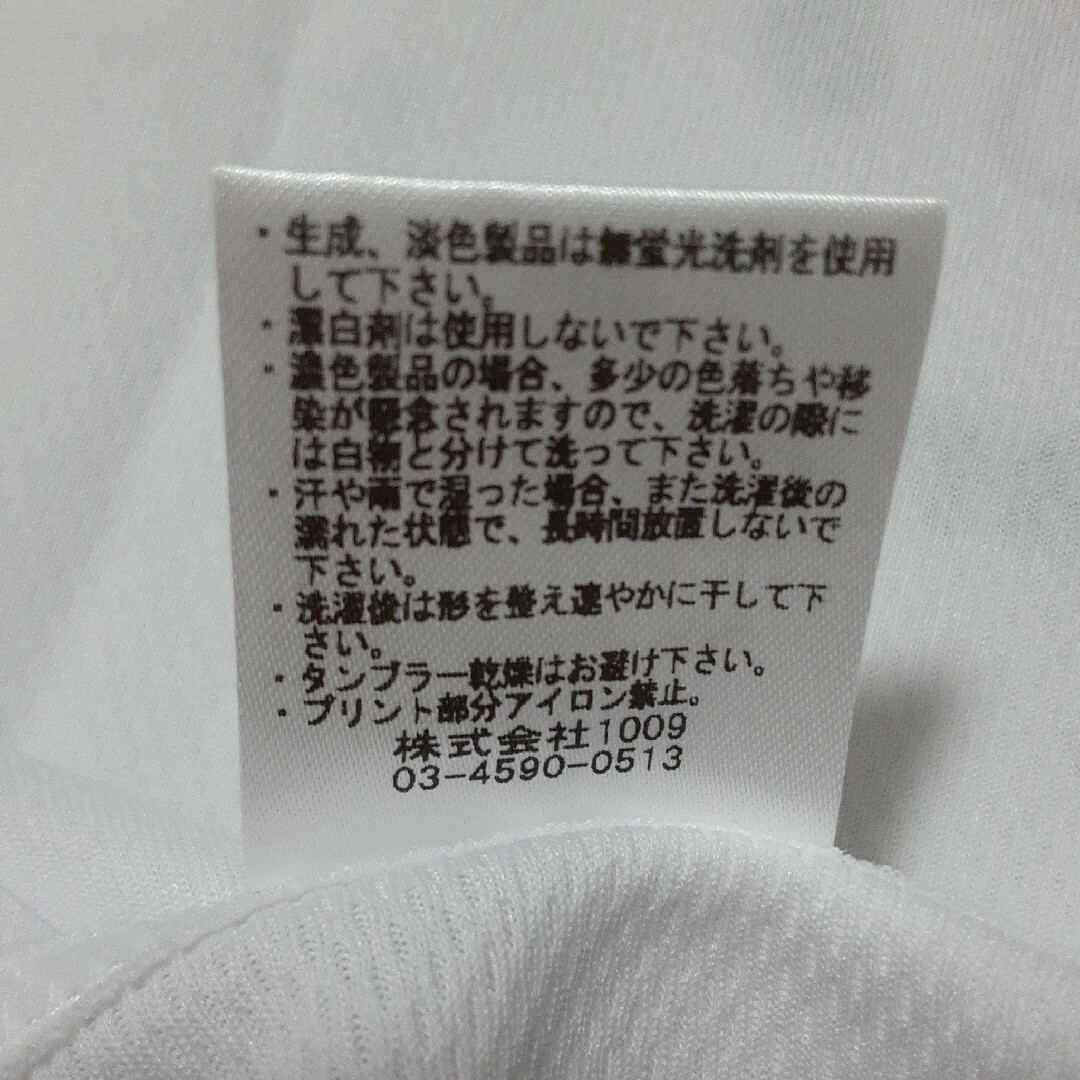 ・生成、淡色製品は無蛍光洗剤を使用
して下さい。
・漂白剤は使用しないで下さい。
・濃色製品の場合、多少の色落ちや移
染が懸念されますので、洗濯の際に
は白物と分けて洗って下さい。
・汗や雨で湿った場合、また洗濯後の
濡れた状態で、長時間放置しないで
下さい。
・洗濯後は形を整え速やかに干して下
さい。
・タンブラー乾燥はお避け下さい。
・プリント部分アイロン禁止。
株式会社1009
03-4590-0513